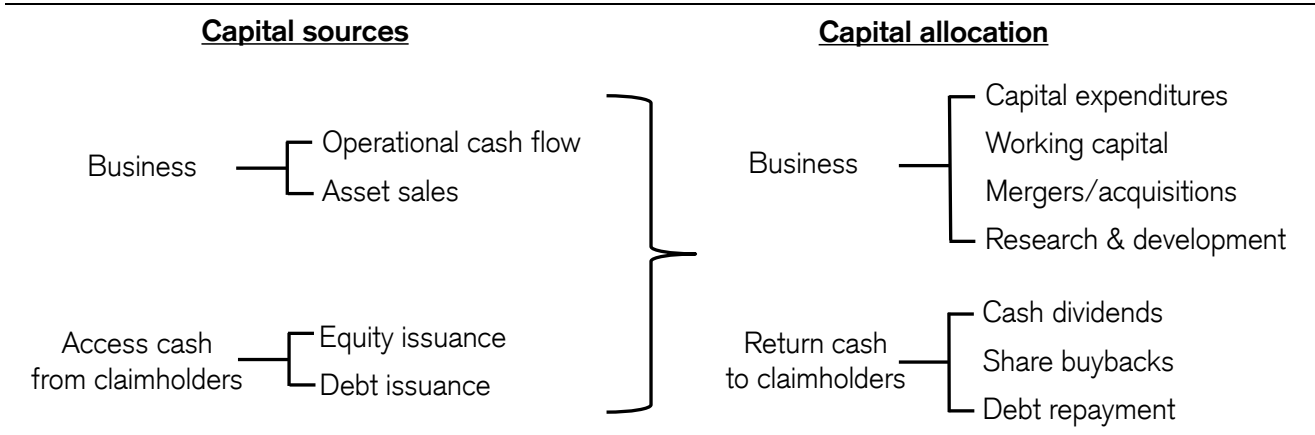 Capital sources
Business
Operational cash flow
Asset sales
Access cash
from claimholders
Equity issuance
Debt issuance
Capital allocation
Business
Capital expenditures
Working capital
Mergers/acquisitions
Research & development
Return cash
to claimholders
Cash dividends
Share buybacks
Debt repayment